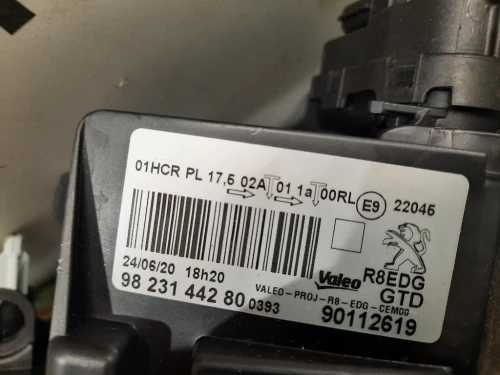 01HCR PL 17,5 02A 01 1a 00RL E9 22045
24/06/20 18h20
Valeo
R8EDG
98 231 442 80 0393
VALEO-PROJ-R8-EDG-CEM00
GTD
90112619